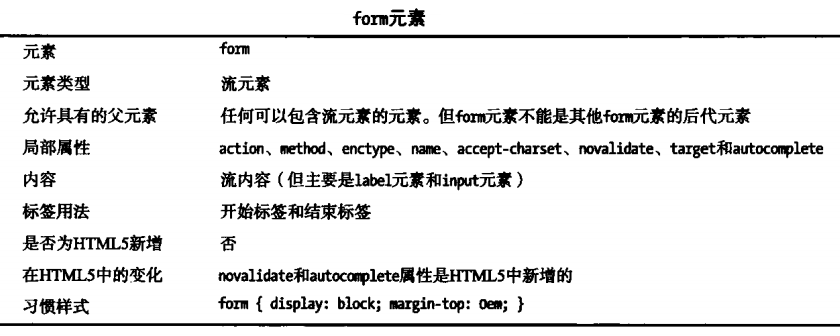 form元素
元素 form
元素类型 流元素
允许具有的父元素 任何可以包含流元素的元素。但form元素不能是其他form元素的后代元素
局部属性 action、method、enctype、name、accept-charset、novalidate、target和autocomplete
内容 流内容（但主要是label元素和input元素）
标签用法 开始标签和结束标签
是否为HTML5新增 否
在HTML5中的变化 novalidate和autocomplete属性是HTML5中新增的
习惯样式 form { display: block; margin-top: 0em; }